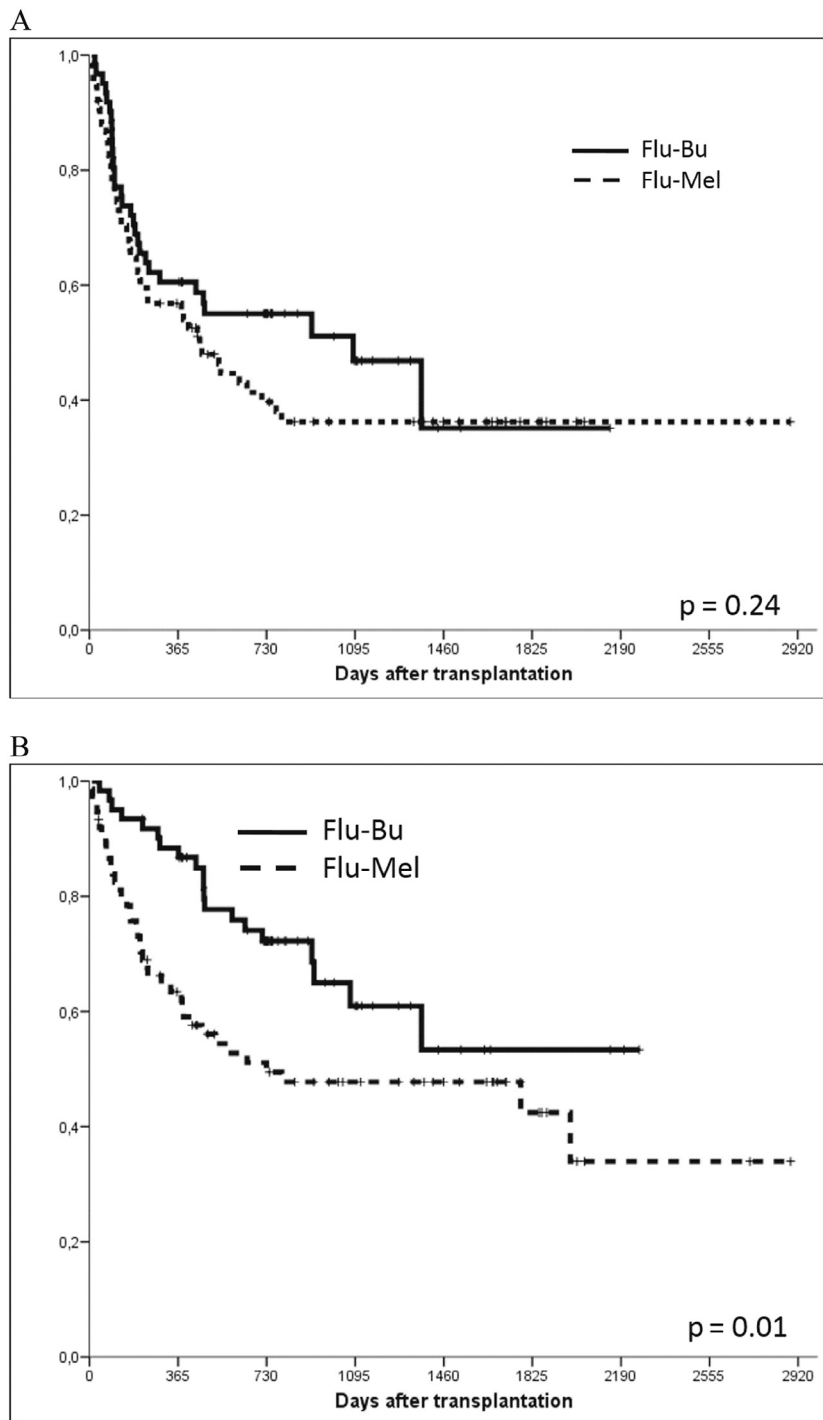 A
1,0
Flu-Bu
Flu-Mel
0,8
0,6
0,4
0,2
p = 0.24
0,0
0 365 730 1095 1460 1825 2190 2555 2920
Days after transplantation
B
1,0
Flu-Bu
Flu-Mel
0,8
0,6
0,4
0,2
p = 0.01
0,0
0 365 730 1095 1460 1825 2190 2555 2920
Days after transplantation